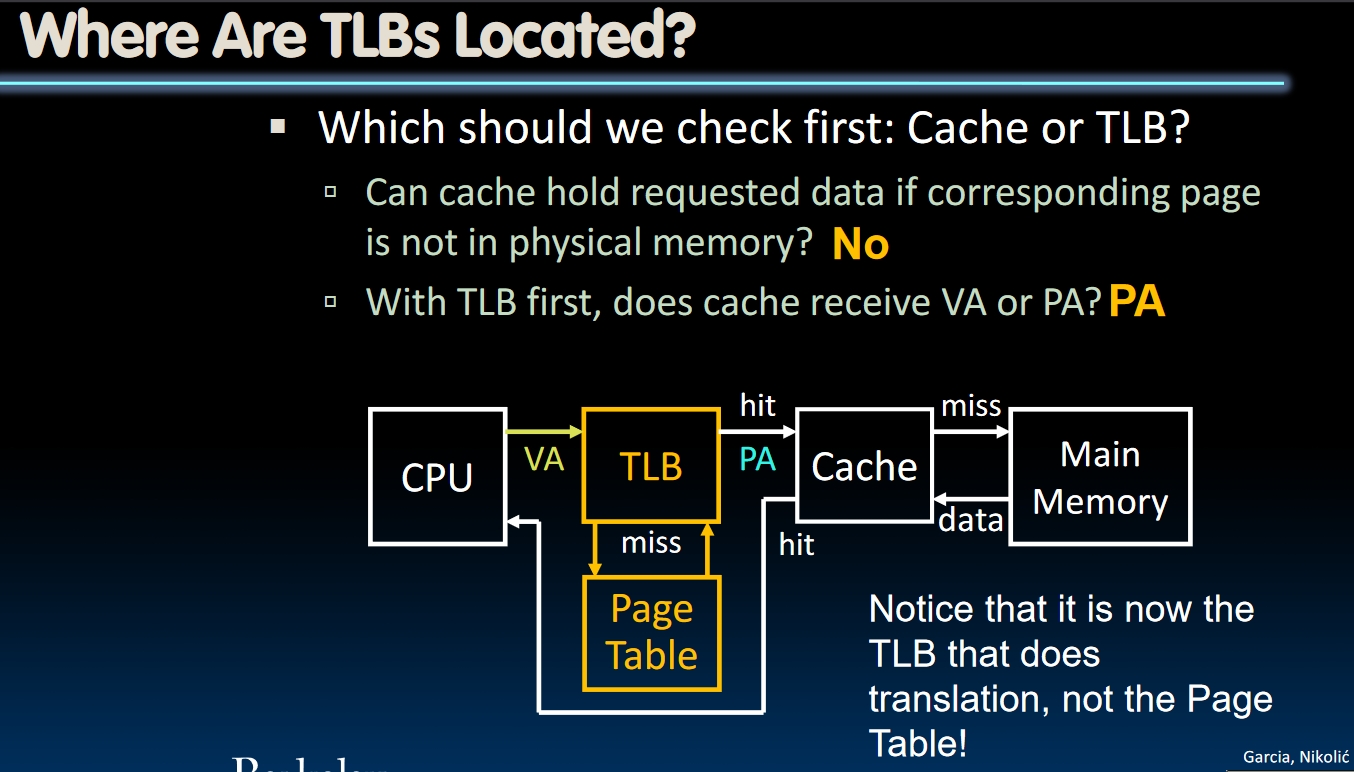 Where Are TLBs Located?
▪ Which should we check first: Cache or TLB?
▫ Can cache hold requested data if corresponding page
is not in physical memory? No
▫ With TLB first, does cache receive VA or PA? PA
CPU
VA
TLB
hit
PA
Cache
miss
Main
Memory
data
miss
hit
Page
Table
Notice that it is now the
TLB that does
translation, not the Page
Table!
Garcia, Nikolić